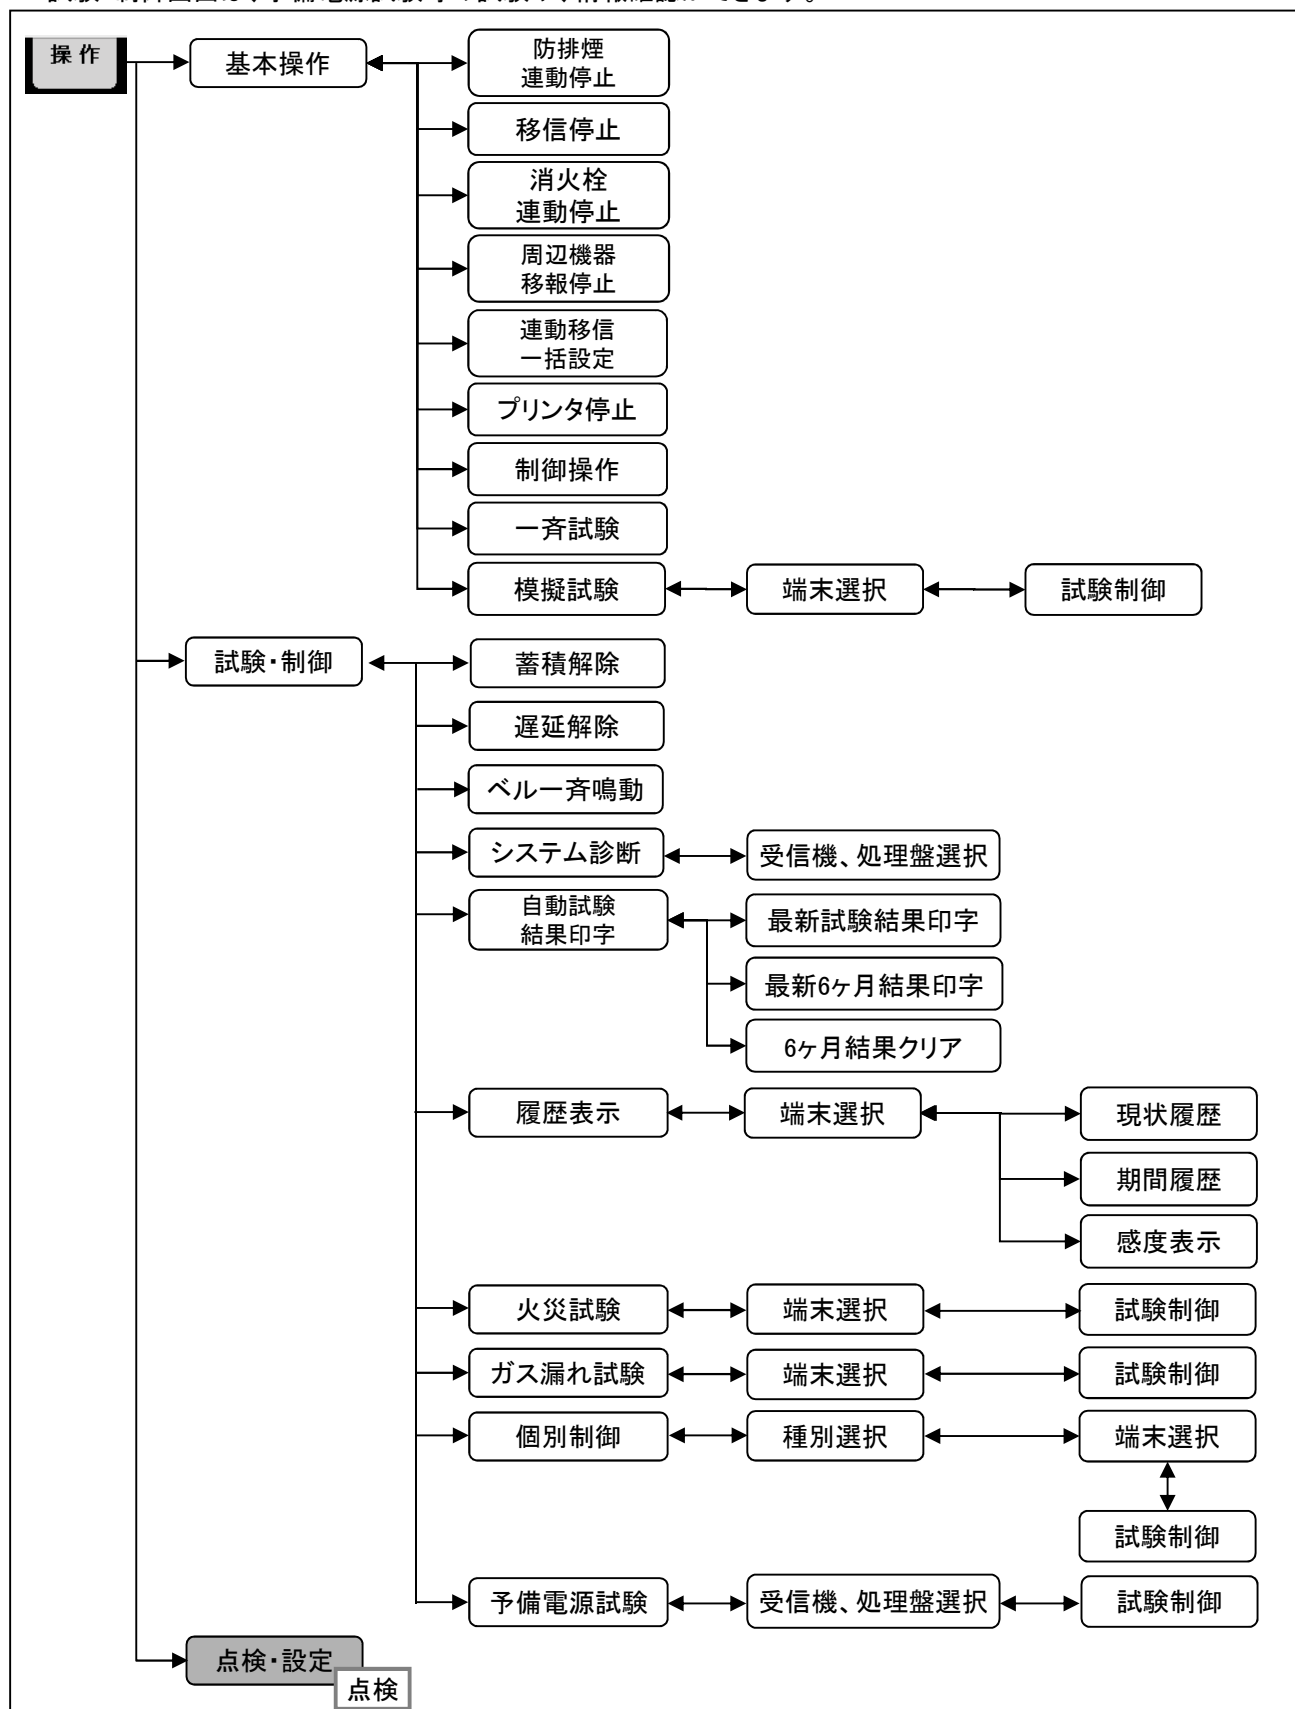 操作
基本操作
防排煙
連動停止
移信停止
消火栓
連動停止
周辺機器
移報停止
連動移信
一括設定
プリンタ停止
制御操作
一斉試験
模擬試験
端末選択
試験制御
試験・制御
蓄積解除
遅延解除
ベル一斉鳴動
システム診断
受信機、処理盤選択
自動試験
結果印字
最新試験結果印字
最新6ヶ月結果印字
6ヶ月結果クリア
履歴表示
端末選択
現状履歴
期間履歴
感度表示
火災試験
端末選択
試験制御
ガス漏れ試験
端末選択
試験制御
個別制御
種別選択
端末選択
試験制御
予備電源試験
受信機、処理盤選択
試験制御
点検・設定
点検